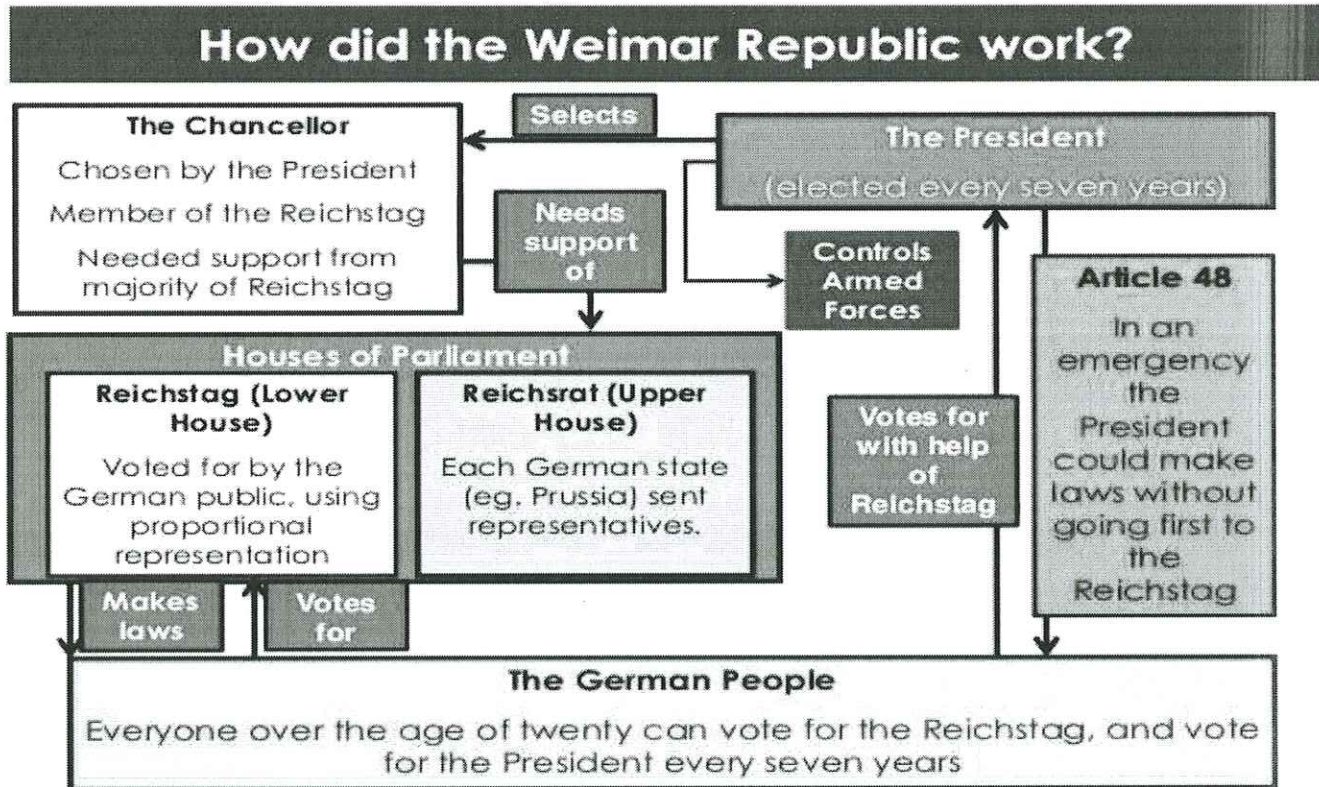 How did the Weimar Republic work?
The Chancellor
Chosen by the President
Member of the Reichstag
Needed support from
majority of Reichstag
Selects
The President
(elected every seven years)
Needs
support
of
Controls
Armed
Forces
Article 48
In an
emergency
the
President
could make
laws without
going first to
the
Reichstag
Houses of Parliament
Reichstag (Lower
House)
Voted for by the
German public, using
proportional
representation
Reichsrat (Upper
House)
Each German state
(eg. Prussia) sent
representatives.
Votes for
with help
of
Reichstag
Makes
laws
Votes
for
The German People
Everyone over the age of twenty can vote for the Reichstag, and vote
for the President every seven years